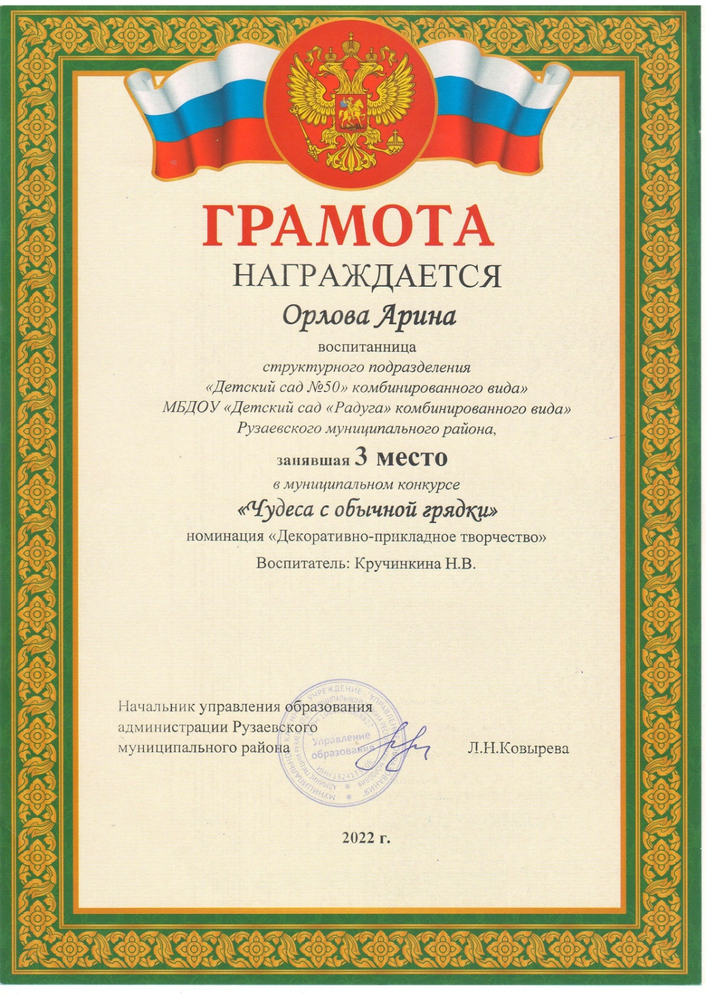 ГРАМОТА
НАГРАЖДАЕТСЯ
Орлова Арина
воспитанница
структурного подразделения
«Детский сад №50» комбинированного вида»
МБДОУ «Детский сад «Радуга» комбинированного вида»
Рузаевского муниципального района,
занявшая 3 место
в муниципальном конкурсе
«Чудеса с обычной грядки»
номинация «Декоративно-прикладное творчество»
Воспитатель: Кручинкина Н.В.
Начальник управления образования
администрации Рузаевского
муниципального района
Л.Н.Ковырева
Управление
образования
2022 г.